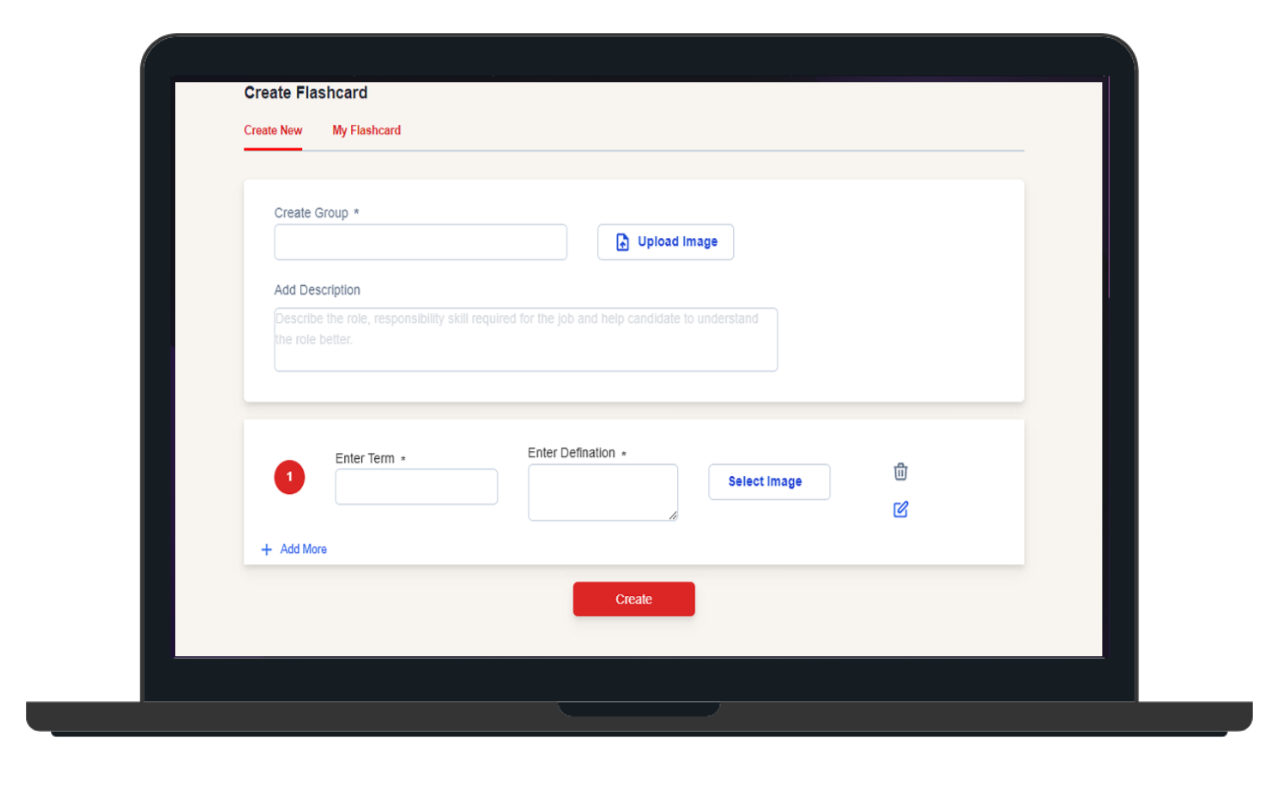 Create Flashcard
Create New My Flashcard
Create Group *
Upload Image
Add Description
Describe the role, responsibility skill required for the job and help candidate to understand
the role better.
1
Enter Term *
Enter Defination *
Select Image
+ Add More
Create